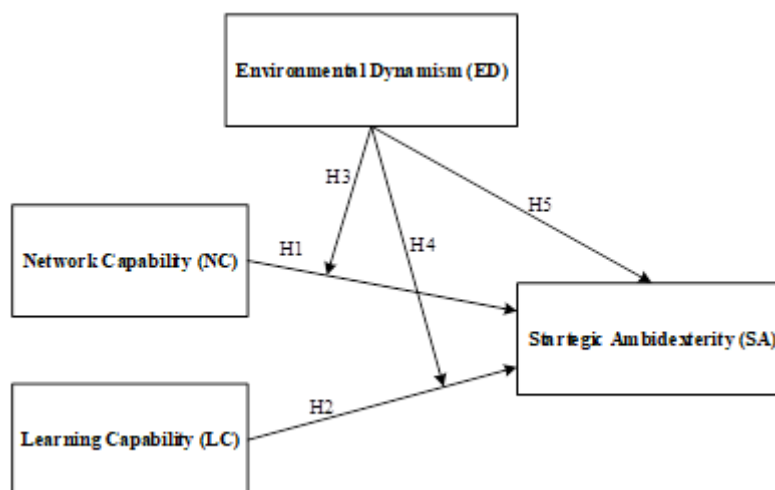 Environmental Dynamism (ED)
H3
H5
Network Capability (NC)
H1
H4
Startegic Ambidexterity (SA)
H2
Learning Capability (LC)